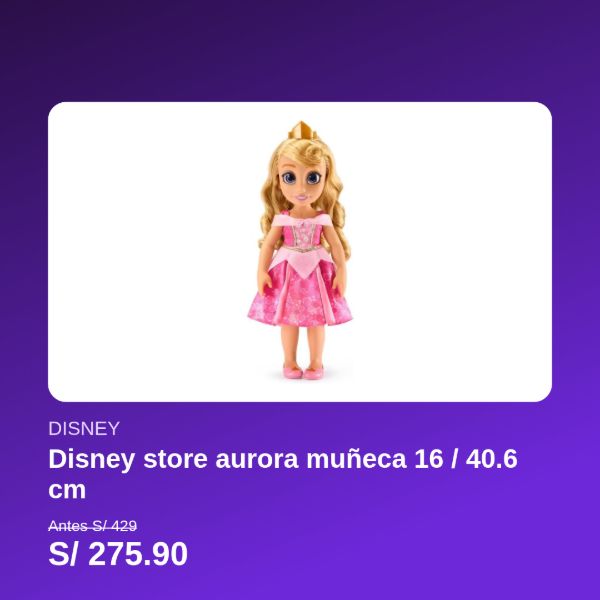 DISNEY
Disney store aurora muñeca 16 / 40.6
cm
Antes S/ 429
S/ 275.90